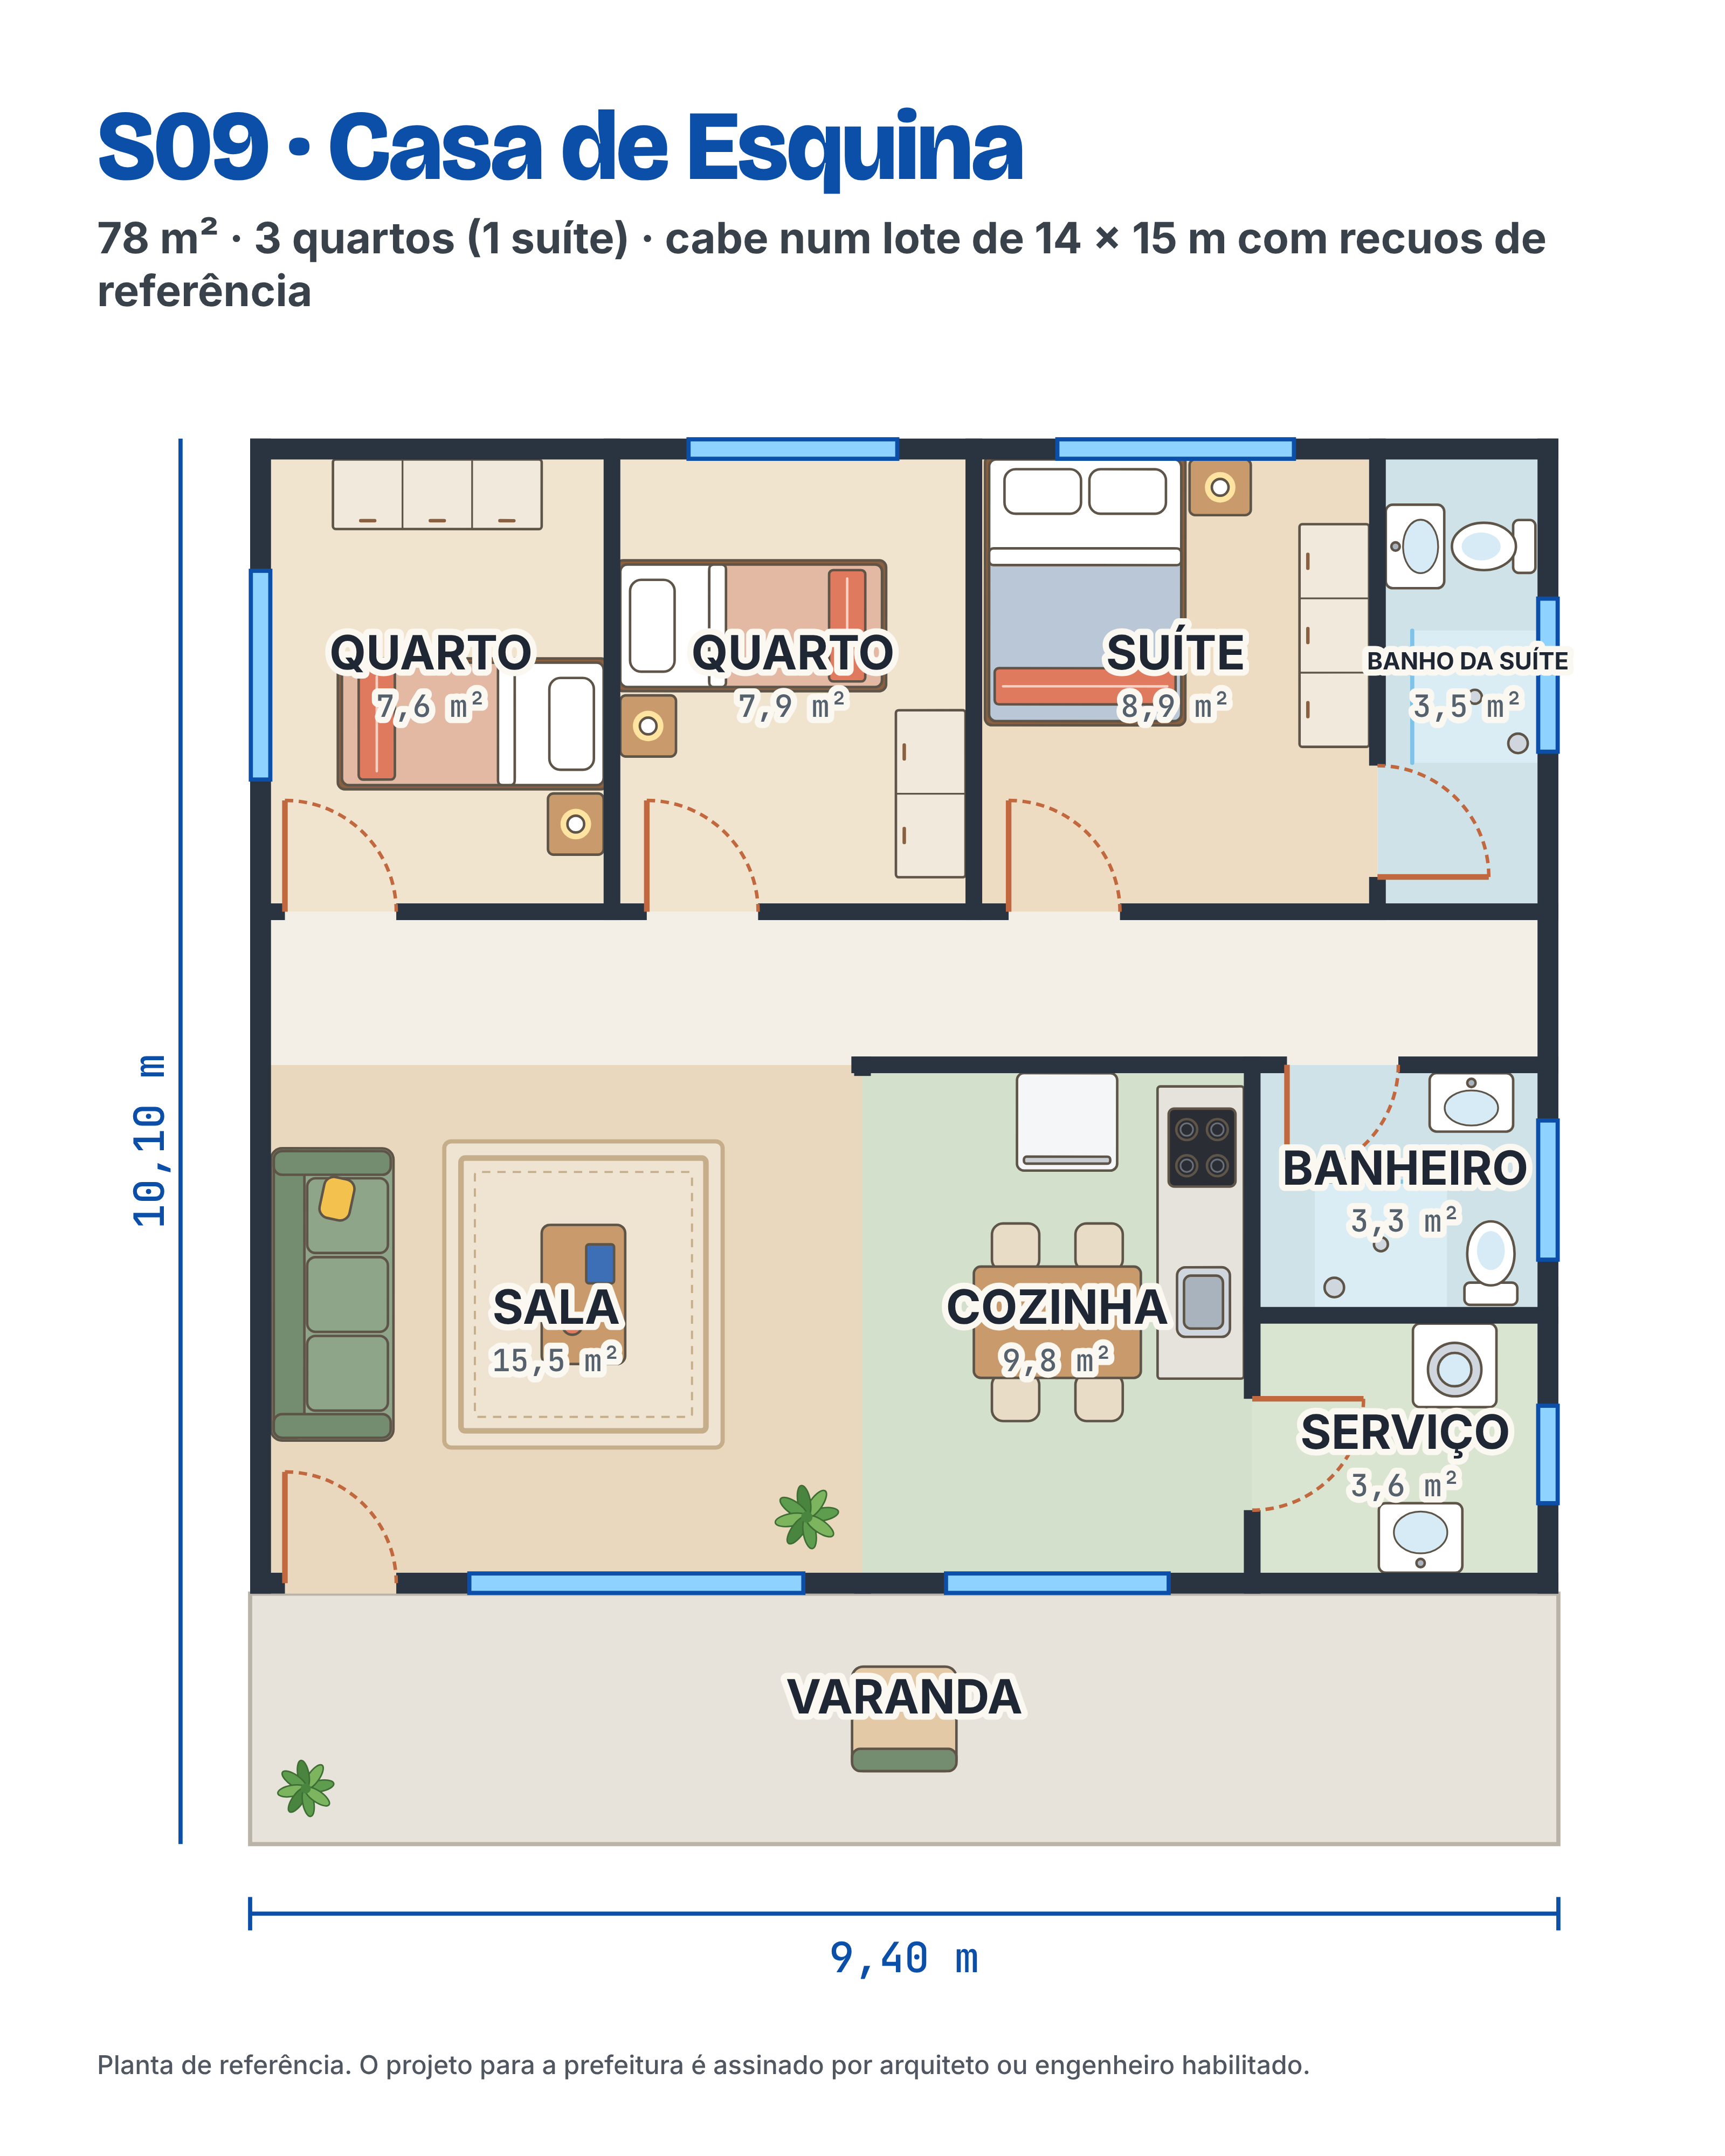 S09 · Casa de Esquina
78 m² · 3 quartos (1 suíte) · cabe num lote de 14 × 15 m com recuos de
referência
QUARTO
7,6 m²
QUARTO
7,9 m²
SUÍTE
8,9 m²
BANHO DA SUÍTE
3,5 m²
10,10 m
BANHEIRO
3,3 m²
SALA
15,5 m²
COZINHA
9,8 m²
SERVIÇO
3,6 m²
VARANDA
9,40 m
Planta de referência. O projeto para a prefeitura é assinado por arquiteto ou engenheiro habilitado.